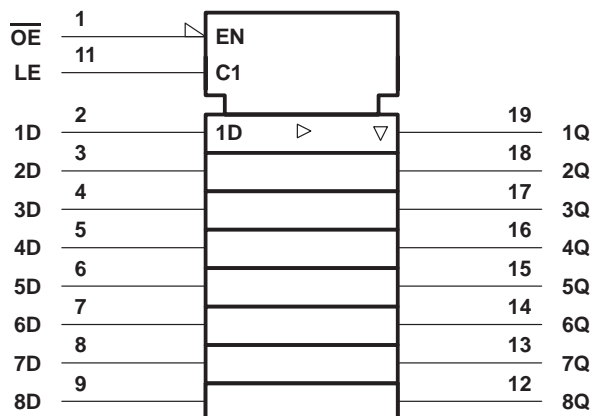 OE 1 EN
LE 11 C1
1D 2 1D 19 1Q
2D 3 18 2Q
3D 4 17 3Q
4D 5 16 4Q
5D 6 15 5Q
6D 7 14 6Q
7D 8 13 7Q
8D 9 12 8Q